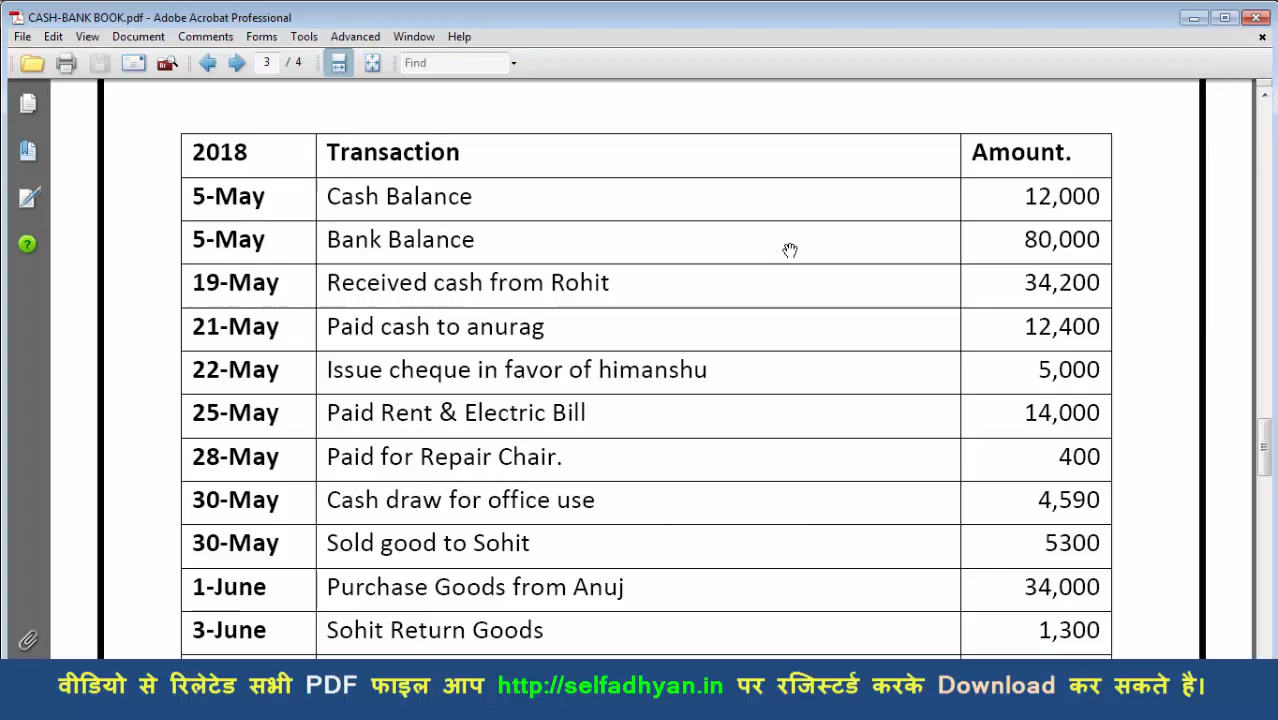 CASH-BANK BOOK.pdf - Adobe Acrobat Professional
File Edit View Document Comments Forms Tools Advanced Window Help
3 / 4 Find
2018 Transaction Amount.
5-May Cash Balance 12,000
5-May Bank Balance 80,000
19-May Received cash from Rohit 34,200
21-May Paid cash to anurag 12,400
22-May Issue cheque in favor of himanshu 5,000
25-May Paid Rent & Electric Bill 14,000
28-May Paid for Repair Chair. 400
30-May Cash draw for office use 4,590
30-May Sold good to Sohit 5300
1-June Purchase Goods from Anuj 34,000
3-June Sohit Return Goods 1,300
वीडियो से रिलेटेड सभी PDF फाइल आप http://selfadhyan.in पर रजिस्टर्ड करके Download कर सकते है।